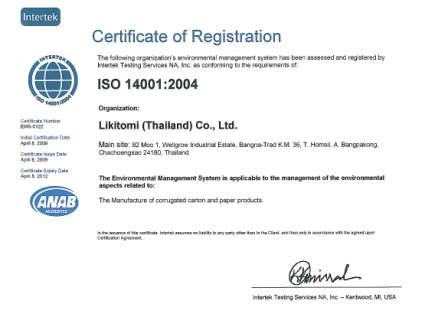 Intertek
Certificate of Registration
The following organization's environmental management system has been assessed and registered by
Intertek Testing Services NA, Inc. as conforming to the requirements of:
INTERTEK
ISO 14001:2004
ISO 14001:2004
Organization:
Likitomi (Thailand) Co., Ltd.
Main site: 82 Moo 1, Wellgrow Industrial Estate, Bangna-Trad K.M. 36, T. Homsil, A. Bangpakong,
Chachoengsao 24180, Thailand
Certificate Number
EMS-0122
Initial Certification Date
April 8, 2009
Certificate Issue Date
April 8, 2009
Certificate Expiry Date
April 8, 2012
ANAB
ACCREDITED
The Environmental Management System is applicable to the management of the environmental
aspects related to:
The Manufacture of corrugated carton and paper products.
In the issuance of this certificate, Intertek assumes no liability to any party other than to the Client, and then only in accordance with the agreed upon
Certification Agreement.
Intertek Testing Services NA, Inc. – Kentwood, MI, USA